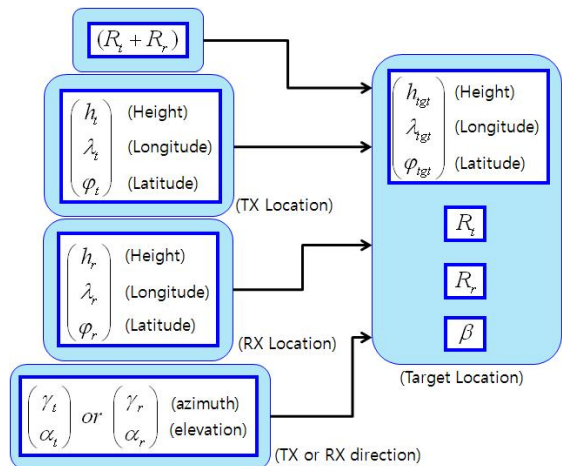 (R_t + R_r)
h_t (Height)
λ_t (Longitude)
φ_t (Latitude)
(TX Location)
h_r (Height)
λ_r (Longitude)
φ_r (Latitude)
(RX Location)
γ_t or γ_r (azimuth)
α_t α_r (elevation)
(TX or RX direction)
h_tgt (Height)
λ_tgt (Longitude)
φ_tgt (Latitude)
R_t
R_r
β
(Target Location)